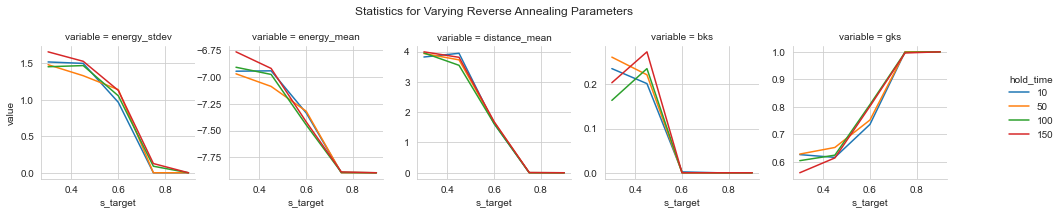 Statistics for Varying Reverse Annealing Parameters
variable = energy_stdev
variable = energy_mean
variable = distance_mean
variable = bks
variable = gks
value
1.5
1.0
0.5
0.0
0.4 0.6 0.8
s_target
−6.75
−7.00
−7.25
−7.50
−7.75
0.4 0.6 0.8
s_target
4
3
2
1
0
0.4 0.6 0.8
s_target
0.2
0.1
0.0
0.4 0.6 0.8
s_target
1.0
0.9
0.8
0.7
0.6
0.4 0.6 0.8
s_target
hold_time
10
50
100
150